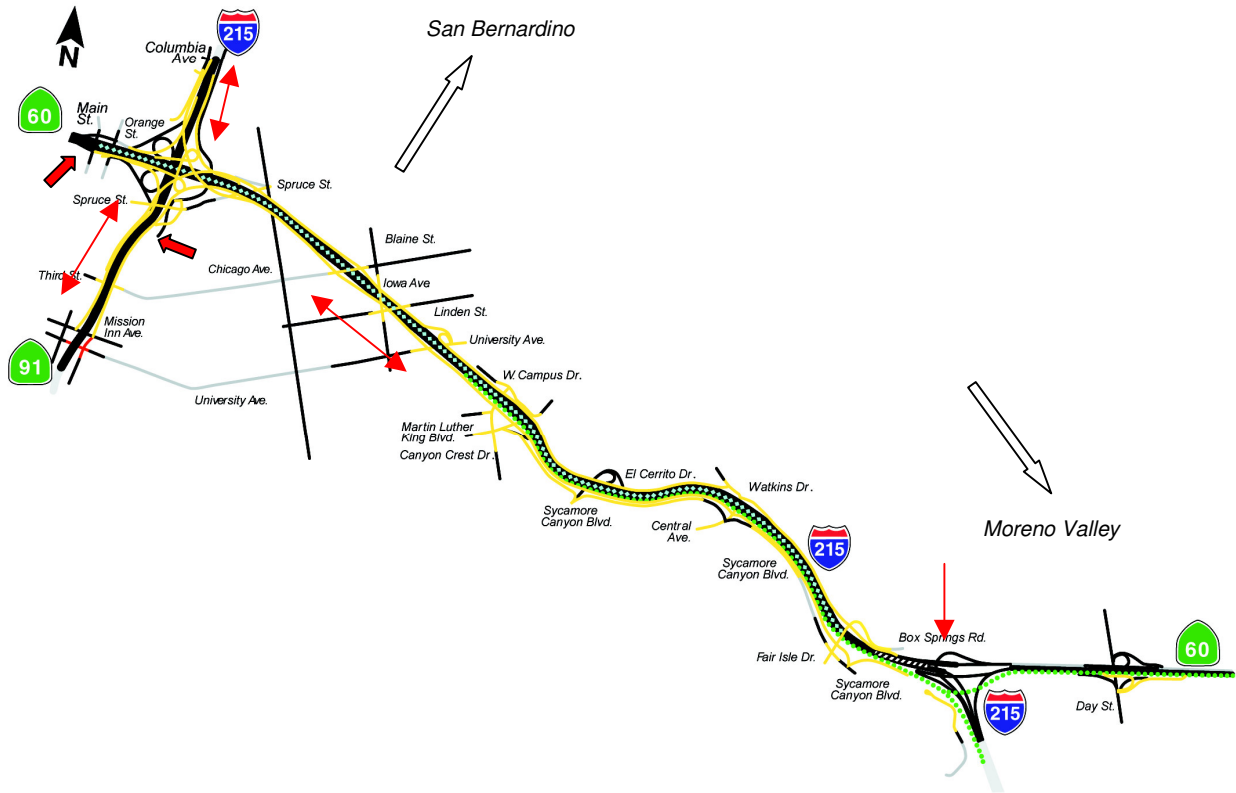 San Bernardino
215
Columbia
Ave
N
60
Main
St.
Orange
St.
Spruce St.
Spruce St.
Blaine St.
Chicago Ave.
Third St.
Iowa Ave
Linden St.
Mission
Inn Ave.
University Ave.
91
W. Campus Dr.
University Ave.
Martin Luther
King Blvd.
Canyon Crest Dr.
El Cerrito Dr.
Watkins Dr.
Sycamore
Canyon Blvd.
Central
Ave.
Moreno Valley
215
Sycamore
Canyon Blvd.
Box Springs Rd.
60
Fair Isle Dr.
Sycamore
Canyon Blvd.
215
Day St.